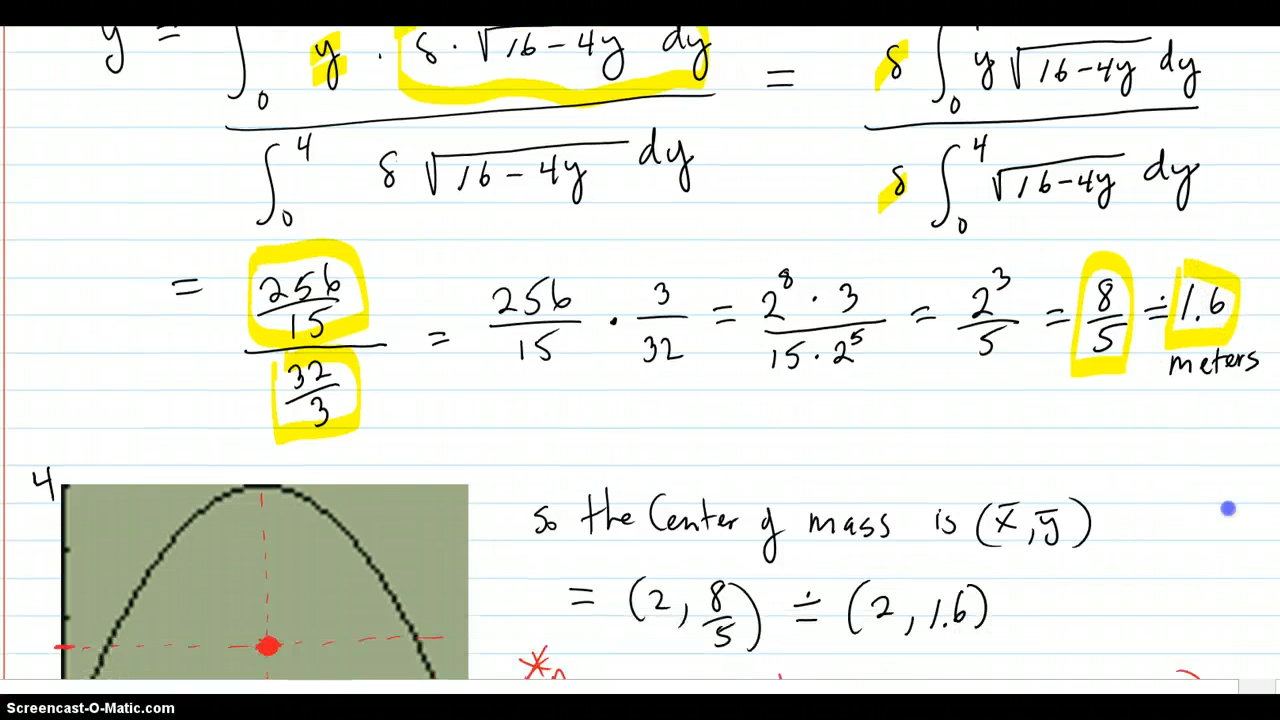 y = ∫₀ y · δ · √16 - 4y dy = δ ∫₀ y √16 - 4y dy
∫₀⁴ δ √16 - 4y dy δ ∫₀⁴ √16 - 4y dy
= 256/15 / 32/3 = 256/15 · 3/32 = 2⁸ · 3 / 15 · 2⁵ = 2³/5 = 8/5 ≐ 1.6
meters
4
so the Center of mass is (x̄, ȳ)
= (2, 8/5) ≐ (2, 1.6)
*
Screencast-O-Matic.com